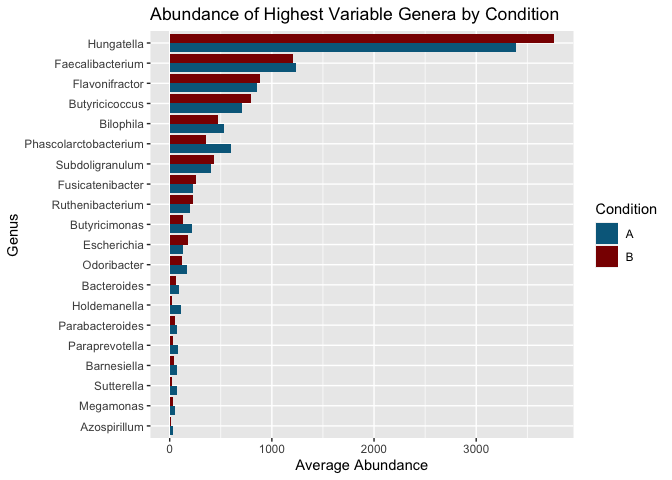 Abundance of Highest Variable Genera by Condition
Genus
Hungatella
Faecalibacterium
Flavonifractor
Butyricicoccus
Bilophila
Phascolarctobacterium
Subdoligranulum
Fusicatenibacter
Ruthenibacterium
Butyricimonas
Escherichia
Odoribacter
Bacteroides
Holdemanella
Parabacteroides
Paraprevotella
Barnesiella
Sutterella
Megamonas
Azospirillum
0 1000 2000 3000
Average Abundance
Condition
A
B